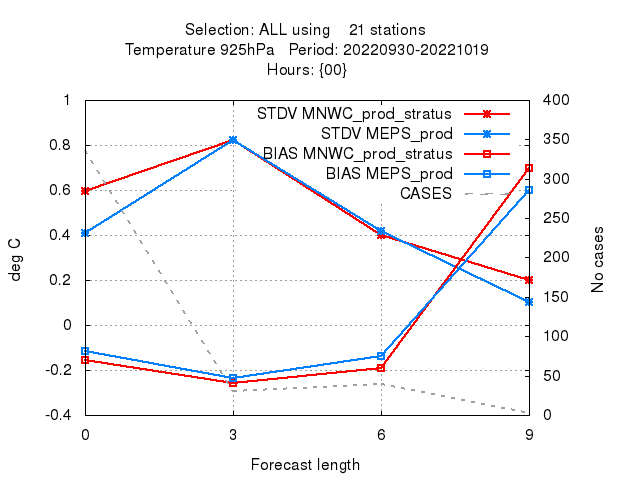 Selection: ALL using    21 stations
Temperature 925hPa   Period: 20220930-20221019
Hours: {00}
STDV MNWC_prod_stratus
STDV MEPS_prod
BIAS MNWC_prod_stratus
BIAS MEPS_prod
CASES
1
0.8
0.6
0.4
0.2
0
-0.2
-0.4
deg C
400
350
300
250
200
150
100
50
0
No cases
0 3 6 9
Forecast length